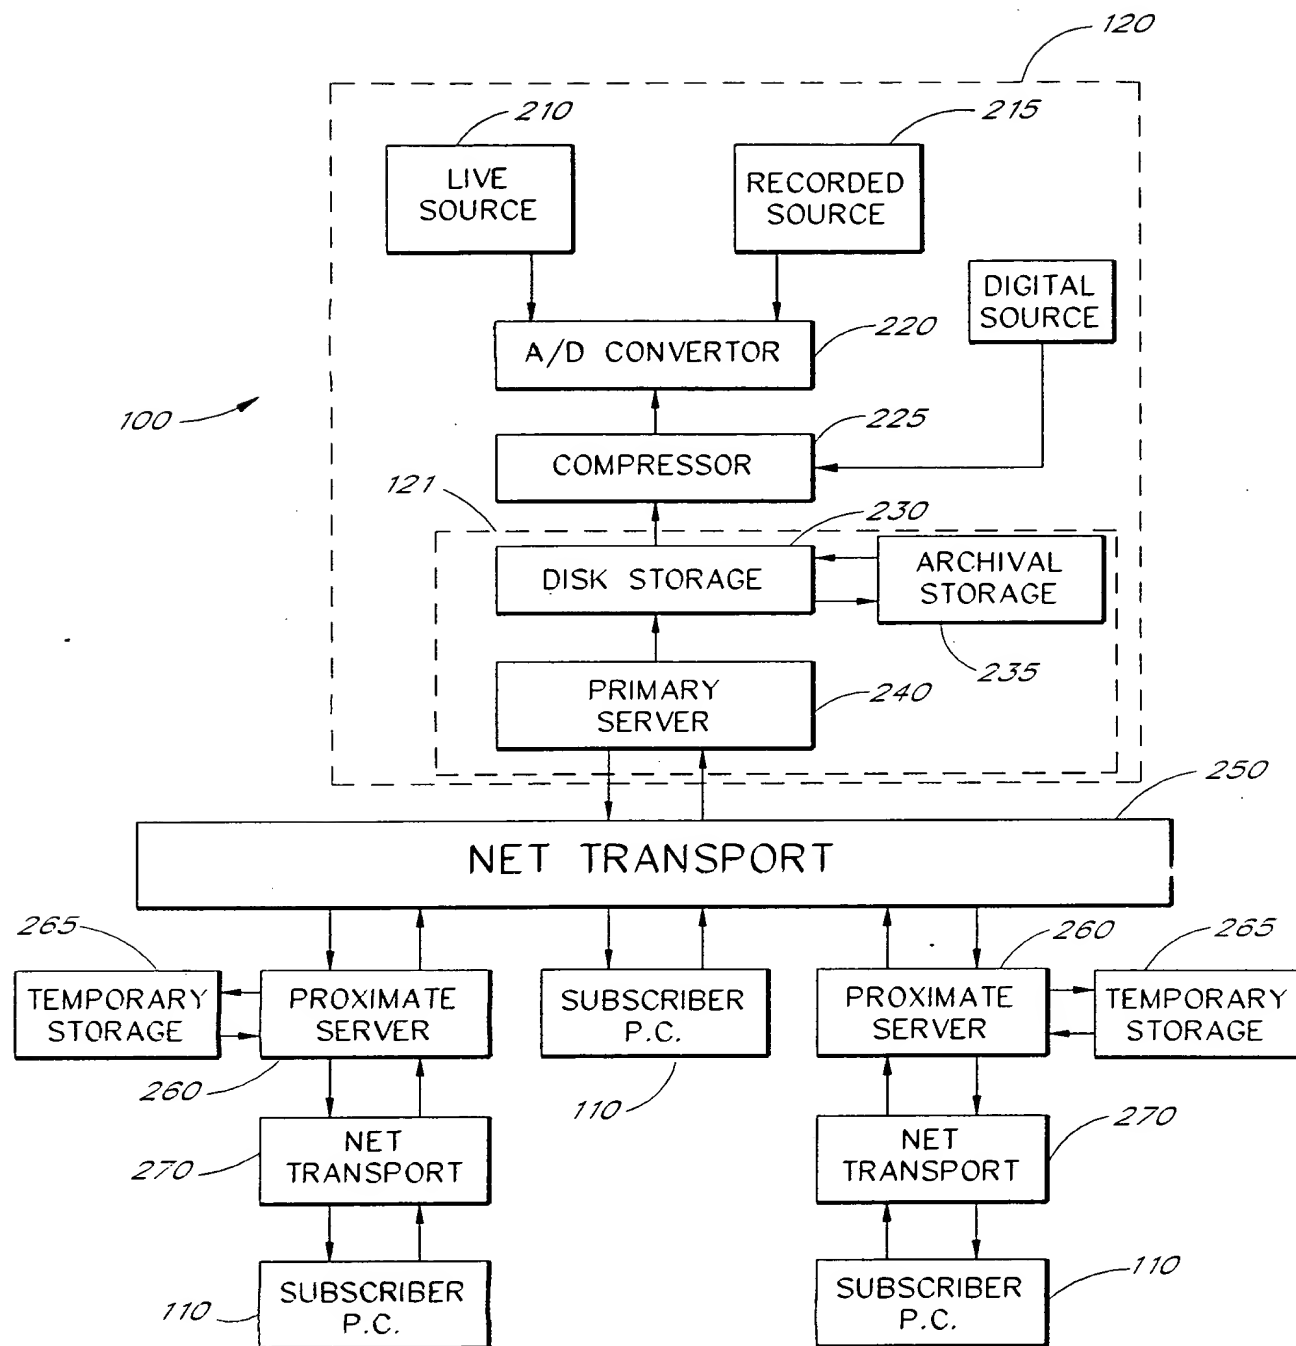 120
210
215
LIVE
SOURCE
RECORDED
SOURCE
DIGITAL
SOURCE
A/D CONVERTOR
220
100
225
COMPRESSOR
121
230
DISK STORAGE
ARCHIVAL
STORAGE
235
PRIMARY
SERVER
240
250
NET TRANSPORT
265
TEMPORARY
STORAGE
PROXIMATE
SERVER
260
SUBSCRIBER
P.C.
110
260
PROXIMATE
SERVER
265
TEMPORARY
STORAGE
270
NET
TRANSPORT
NET
TRANSPORT
270
110
SUBSCRIBER
P.C.
SUBSCRIBER
P.C.
110